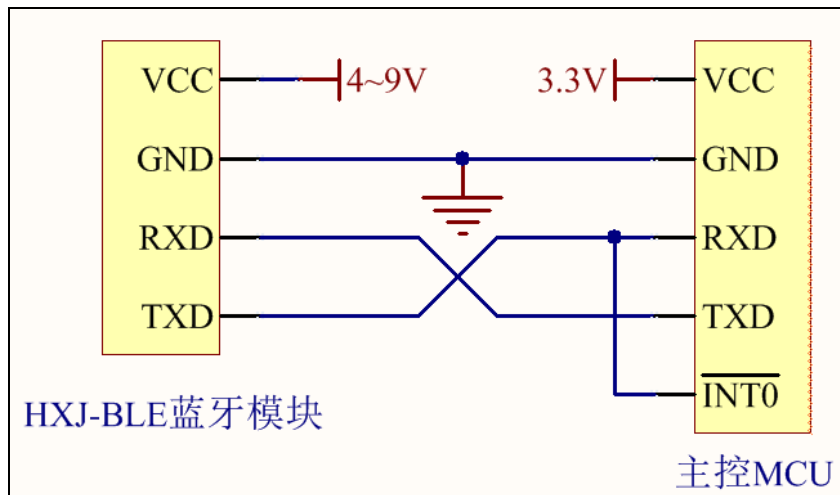 VCC 4~9V 3.3V VCC
GND GND
RXD RXD
TXD TXD
INT0
HXJ-BLE蓝牙模块
主控MCU